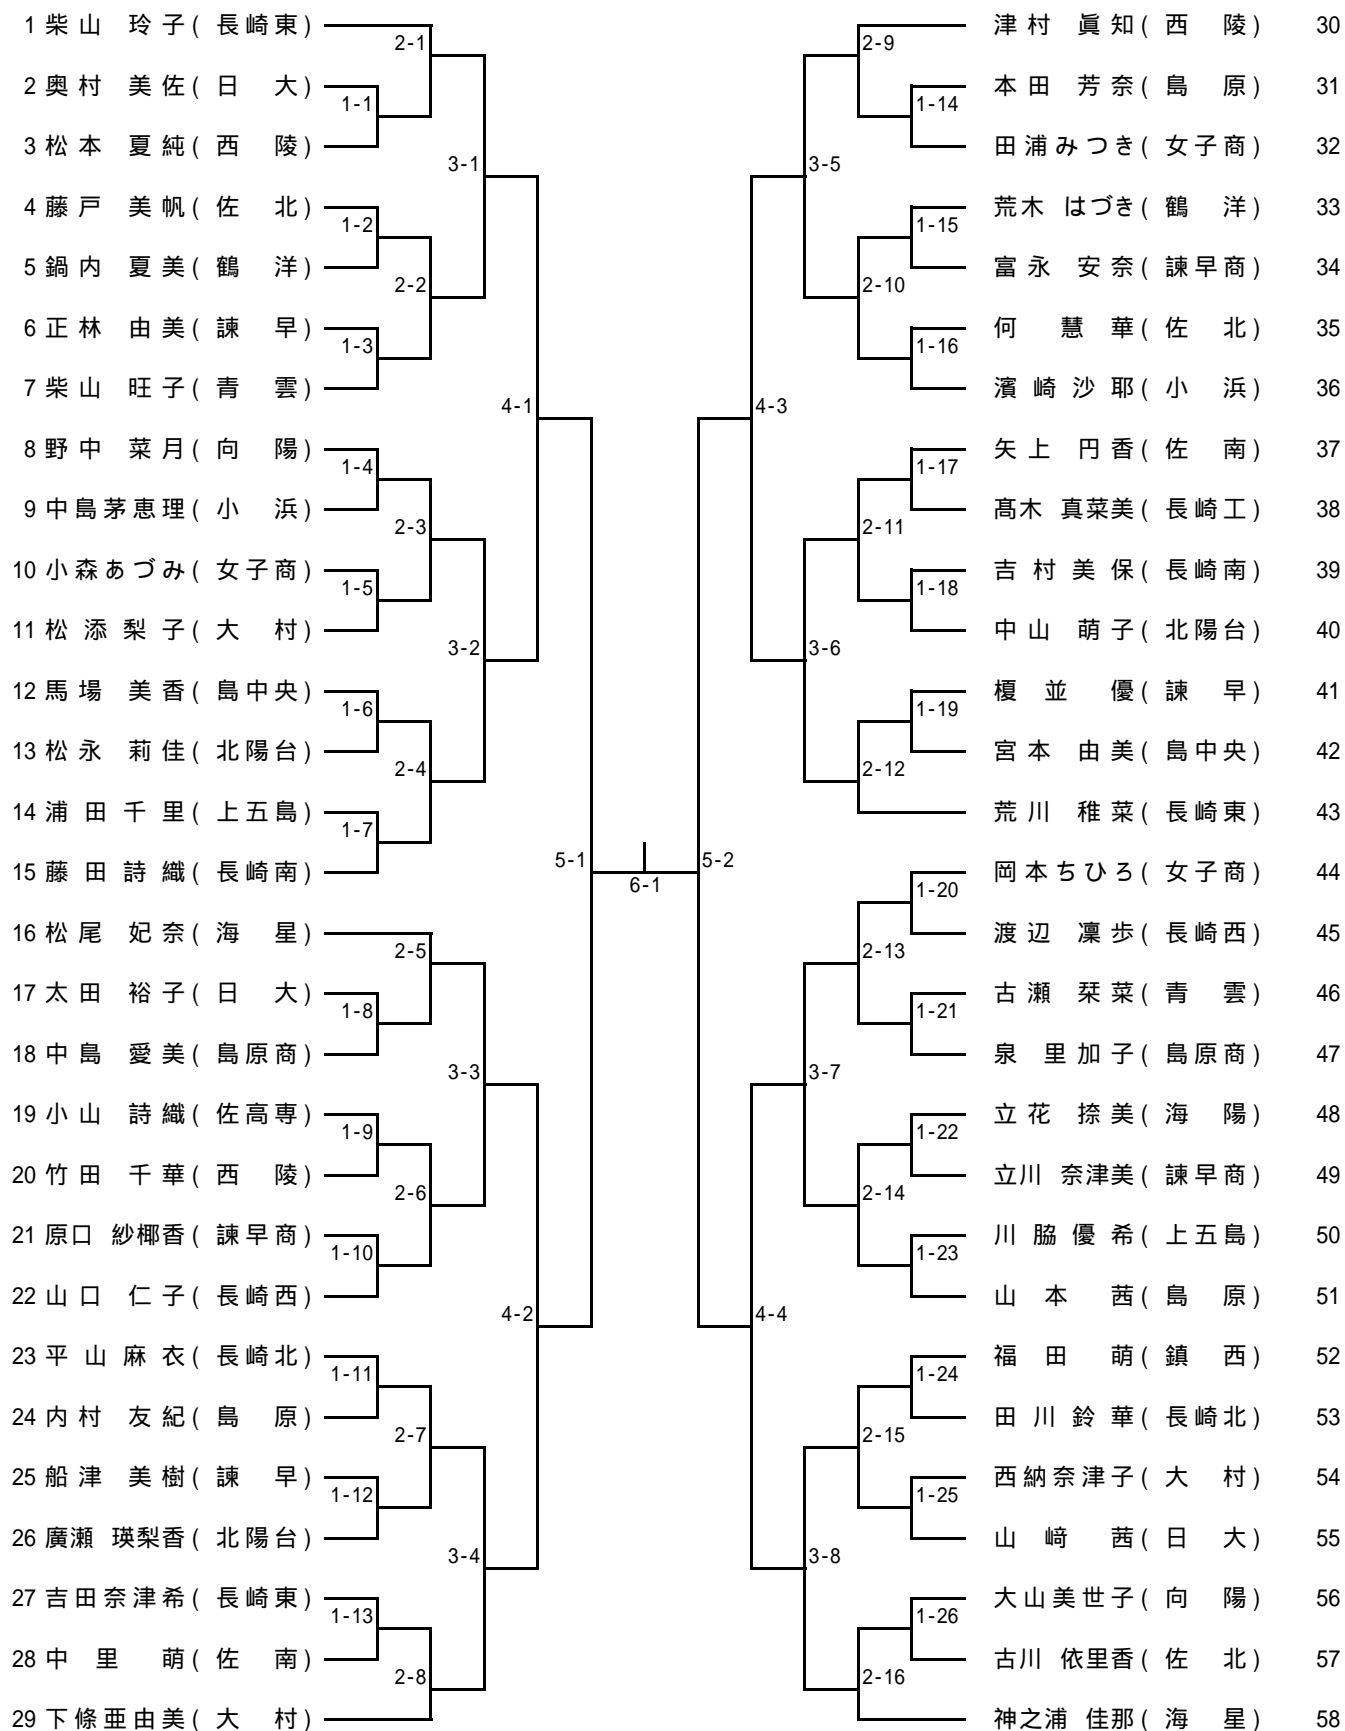 1 柴山 玲子( 長崎東)
2-1
2 奥村 美佐( 日 大)
1-1
3 松本 夏純( 西 陵)
3-1
4 藤戸 美帆( 佐 北)
1-2
5 鍋内 夏美( 鶴 洋)
2-2
6 正林 由美( 諫 早)
1-3
7 柴山 旺子( 青 雲)
4-1
8 野中 菜月( 向 陽)
1-4
9 中島茅恵理( 小 浜)
2-3
10 小森あづみ( 女子商)
1-5
11 松添梨子( 大 村)
3-2
12 馬場 美香( 島中央)
1-6
13 松永 莉佳( 北陽台)
2-4
14 浦田千里( 上五島)
1-7
15 藤田詩織( 長崎南)
5-1
16 松尾 妃奈( 海 星)
2-5
17 太田 裕子( 日 大)
1-8
18 中島 愛美( 島原商)
3-3
19 小山 詩織( 佐高専)
1-9
20 竹田 千華( 西 陵)
2-6
21 原口 紗椰香( 諫早商)
1-10
22 山口 仁子( 長崎西)
4-2
23 平山麻衣( 長崎北)
1-11
24 内村 友紀( 島 原)
2-7
25 船津 美樹( 諫 早)
1-12
26 廣瀬 瑛梨香( 北陽台)
3-4
27 吉田奈津希( 長崎東)
1-13
28 中里 萌( 佐 南)
2-8
29 下條亜由美( 大 村)
6-1
津村 眞知( 西 陵) 30
2-9
本田 芳奈( 島 原) 31
1-14
田浦みつき( 女子商) 32
3-5
荒木 はづき( 鶴 洋) 33
1-15
富永 安奈( 諫早商) 34
2-10
何 慧華( 佐 北) 35
1-16
濱崎沙耶( 小 浜) 36
4-3
矢上 円香( 佐 南) 37
1-17
髙木 真菜美( 長崎工) 38
2-11
吉村美保( 長崎南) 39
1-18
中山 萌子( 北陽台) 40
3-6
榎並 優( 諫 早) 41
1-19
宮本 由美( 島中央) 42
2-12
荒川 稚菜( 長崎東) 43
5-2
岡本ちひろ( 女子商) 44
1-20
渡辺 凜歩( 長崎西) 45
2-13
古瀬 栞菜( 青 雲) 46
1-21
泉 里加子( 島原商) 47
3-7
立花 捺美( 海 陽) 48
1-22
立川 奈津美( 諫早商) 49
2-14
川脇優希( 上五島) 50
1-23
山本 茜( 島 原) 51
4-4
福田 萌( 鎮 西) 52
1-24
田川鈴華( 長崎北) 53
2-15
西納奈津子( 大 村) 54
1-25
山﨑 茜( 日 大) 55
3-8
大山美世子( 向 陽) 56
1-26
古川 依里香( 佐 北) 57
2-16
神之浦 佳那( 海 星) 58